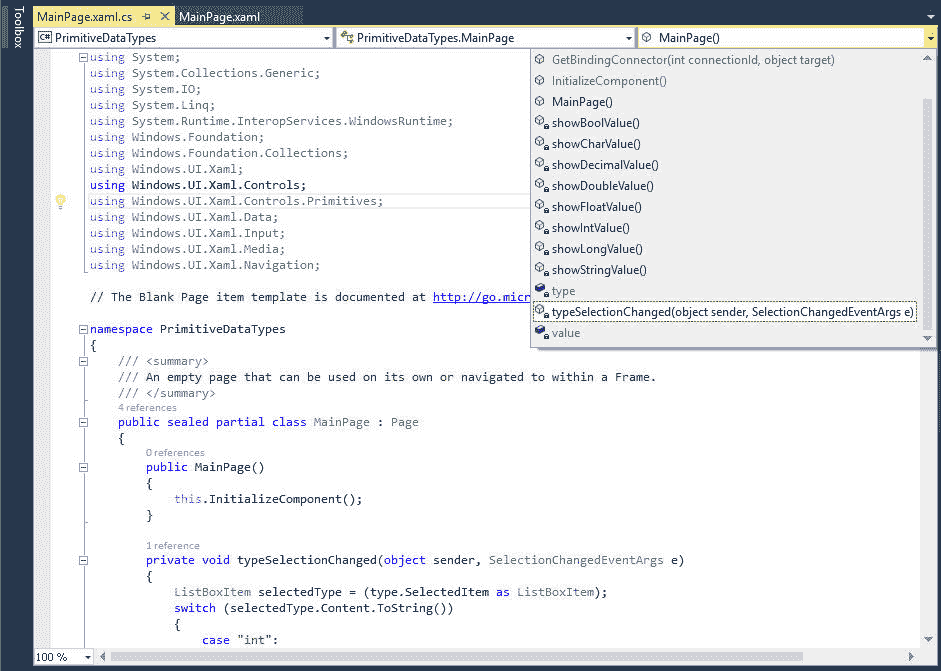 Toolbox
MainPage.xaml.cs MainPage.xaml
C# PrimitiveDataTypes PrimitiveDataTypes.MainPage MainPage()
using System;
using System.Collections.Generic;
using System.IO;
using System.Linq;
using System.Runtime.InteropServices.WindowsRuntime;
using Windows.Foundation;
using Windows.Foundation.Collections;
using Windows.UI.Xaml;
using Windows.UI.Xaml.Controls;
using Windows.UI.Xaml.Controls.Primitives;
using Windows.UI.Xaml.Data;
using Windows.UI.Xaml.Input;
using Windows.UI.Xaml.Media;
using Windows.UI.Xaml.Navigation;
GetBindingConnector(int connectionId, object target)
InitializeComponent()
MainPage()
showBoolValue()
showCharValue()
showDecimalValue()
showDoubleValue()
showFloatValue()
showIntValue()
showLongValue()
showStringValue()
type
typeSelectionChanged(object sender, SelectionChangedEventArgs e)
value
// The Blank Page item template is documented at http://go.micr
namespace PrimitiveDataTypes
{
/// <summary>
/// An empty page that can be used on its own or navigated to within a Frame.
/// </summary>
4 references
public sealed partial class MainPage : Page
{
0 references
public MainPage()
{
this.InitializeComponent();
}
1 reference
private void typeSelectionChanged(object sender, SelectionChangedEventArgs e)
{
ListBoxItem selectedType = (type.SelectedItem as ListBoxItem);
switch (selectedType.Content.ToString())
{
case "int":
100 %